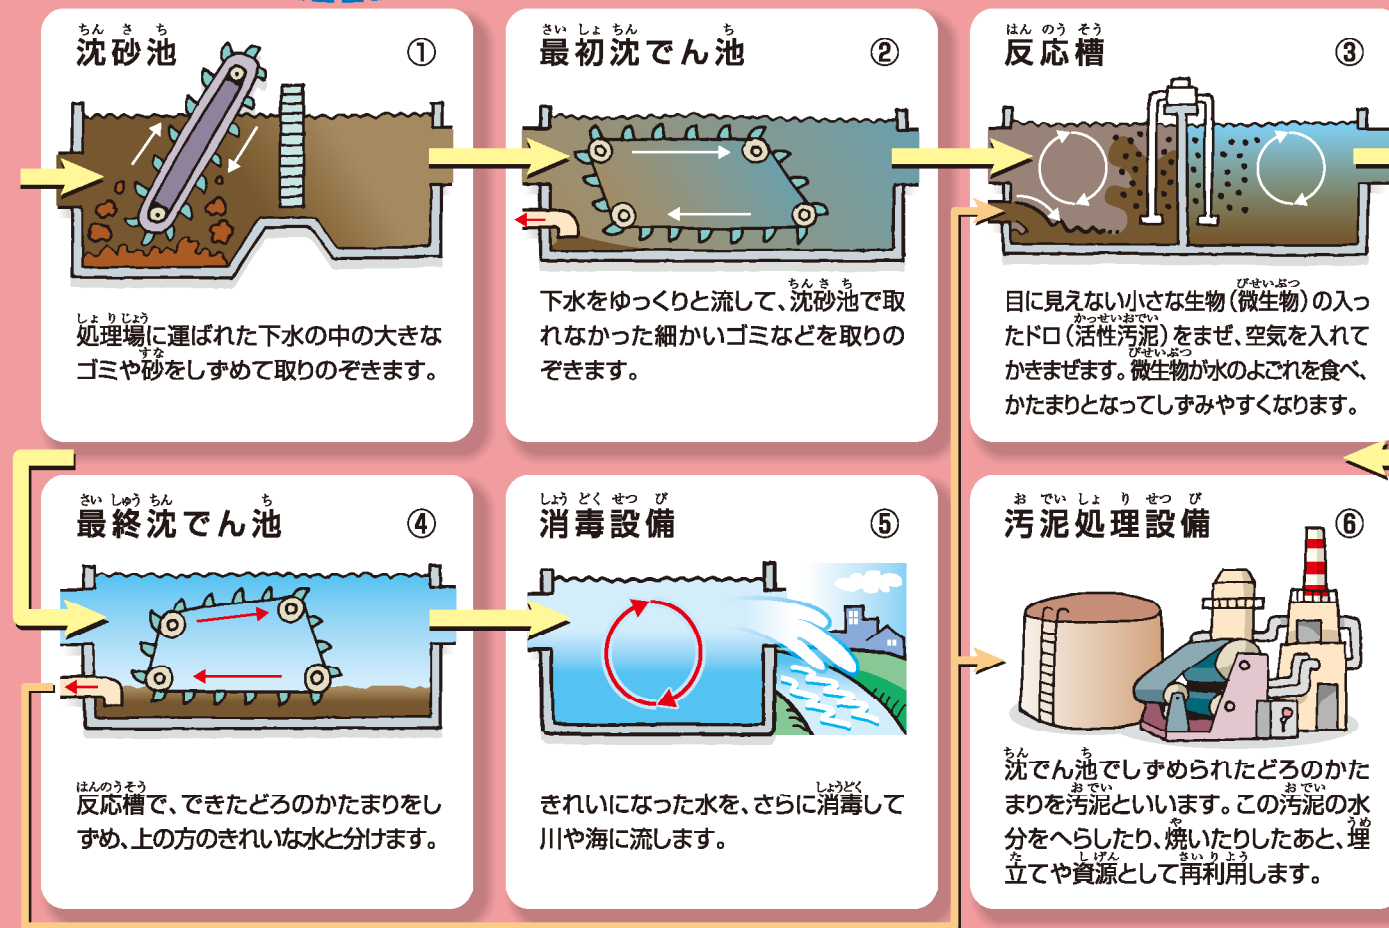 沈砂池 ①
ちん さ ち
処理場に運ばれた下水の中の大きな
しょりじょう
ゴミや砂をしずめて取りのぞきます。
すな
最初沈でん池 ②
さい しょ ちん ち
下水をゆっくりと流して、沈砂池で取
ちん さ ち
れなかった細かいゴミなどを取りの
ぞきます。
反応槽 ③
はん のう そう
目に見えない小さな生物(微生物)の入っ
びせいぶつ
たドロ(活性汚泥)をまぜ、空気を入れて
かっせいおでい
かきまぜます。微生物が水のよごれを食べ、
びせいぶつ
かたまりとなってしずみやすくなります。
最終沈でん池 ④
さい しゅう ちん ち
反応槽で、できたどろのかたまりをし
はんのうそう
ずめ、上の方のきれいな水と分けます。
消毒設備 ⑤
しょう どく せつ び
きれいになった水を、さらに消毒して
しょうどく
川や海に流します。
汚泥処理設備 ⑥
お でい しょ り せつ び
沈でん池でしずめられたどろのかた
ちん ち
まりを汚泥といいます。この汚泥の水
おでい おでい
分をへらしたり、焼いたりしたあと、埋
や うめ
立てや資源として再利用します。
た しげん さいりよう